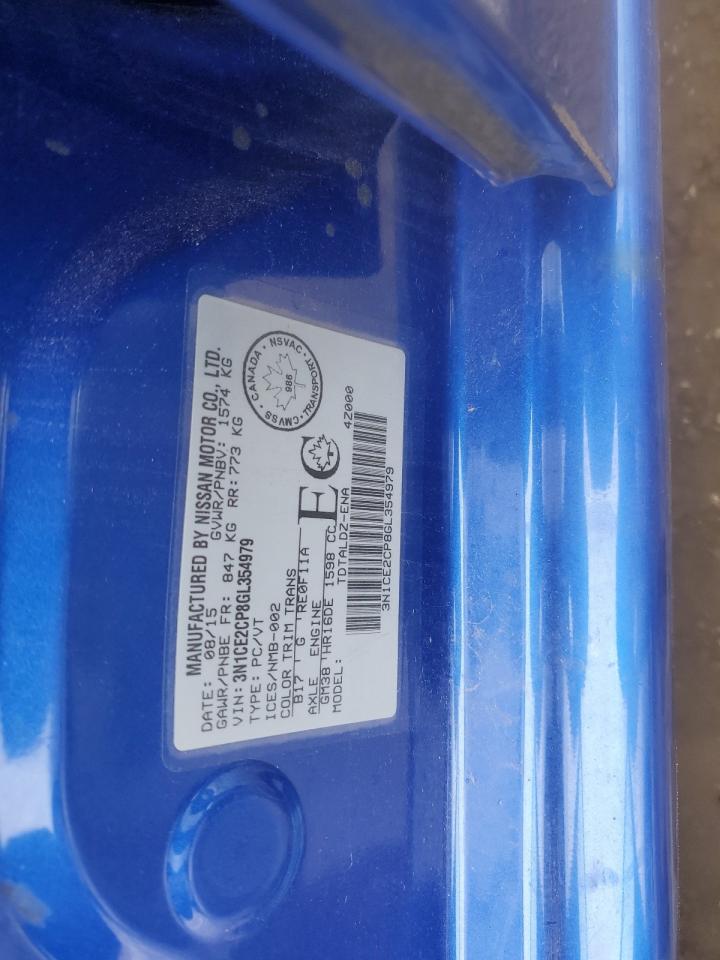 MANUFACTURED BY NISSAN MOTOR CO., LTD.
DATE: 08/15 GVWR/PNBV: 1574 KG
GAWR/PNBE FR: 847 KG RR: 773 KG
VIN: 3N1CE2CP8GL354979
TYPE: PC/VT
ICES/NMB-002
COLOR TRIM TRANS
B17 G RE0F11A
AXLE ENGINE
GM38 HR16DE 1598 CC
MODEL:
TDTALDZ-ENA 42000
3N1CE2CP8GL354979
CANADA · NSVAC · TRANSPORT · CMVSS ·
986
EC